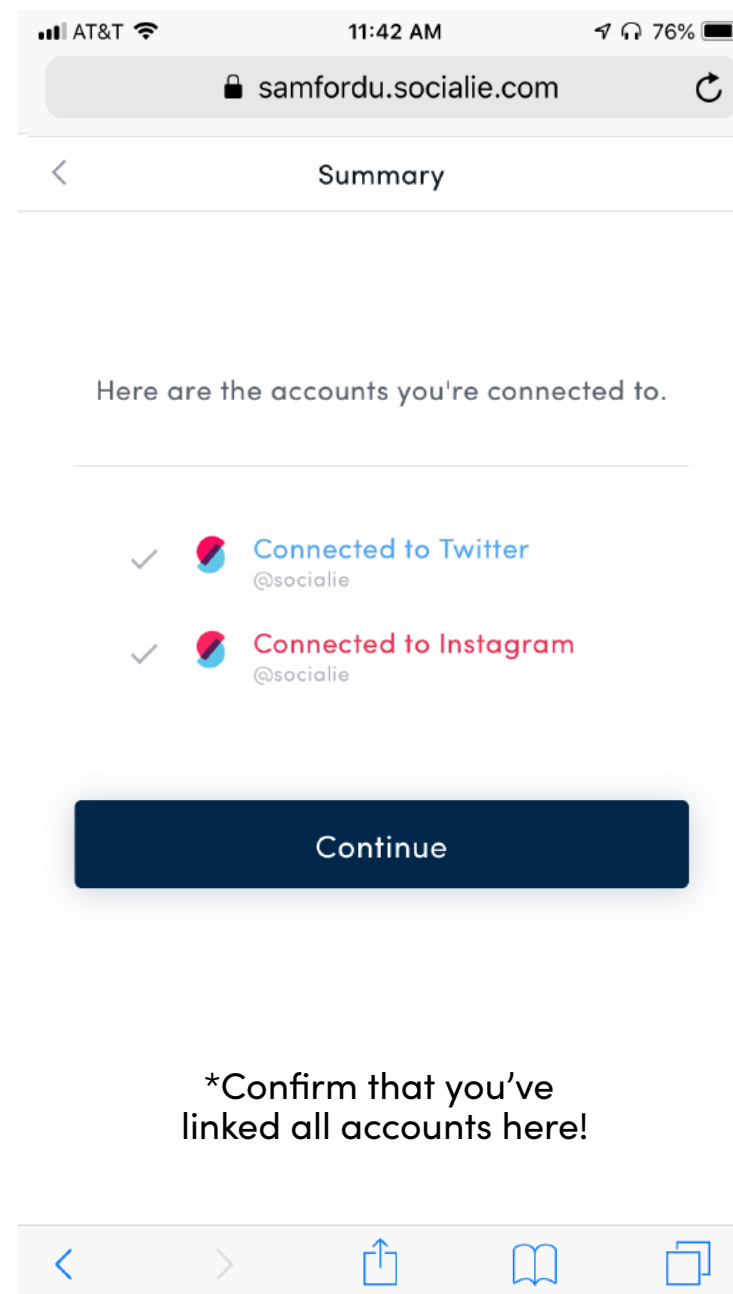 AT&T 11:42 AM 76%
samfordu.socialie.com
Summary
Here are the accounts you're connected to.
Connected to Twitter
@socialie
Connected to Instagram
@socialie
Continue
*Confirm that you’ve
linked all accounts here!